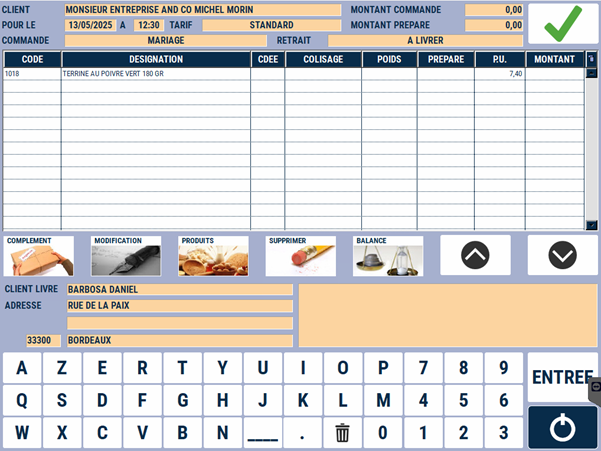 CLIENT MONSIEUR ENTREPRISE AND CO MICHEL MORIN MONTANT COMMANDE 0,00
POUR LE 13/05/2025 A 12:30 TARIF STANDARD MONTANT PREPARE 0,00
COMMANDE MARIAGE RETRAIT A LIVRER
CODE DESIGNATION CDEE COLISAGE POIDS PREPARE P.U. MONTANT
1018 TERRINE AU POIVRE VERT 180 GR 7,40
COMPLEMENT MODIFICATION PRODUITS SUPPRIMER BALANCE
CLIENT LIVRE BARBOSA DANIEL
ADRESSE RUE DE LA PAIX
33300 BORDEAUX
A Z E R T Y U I O P 7 8 9
ENTREE
Q S D F G H J K L M 4 5 6
W X C V B N ____ . 0 1 2 3